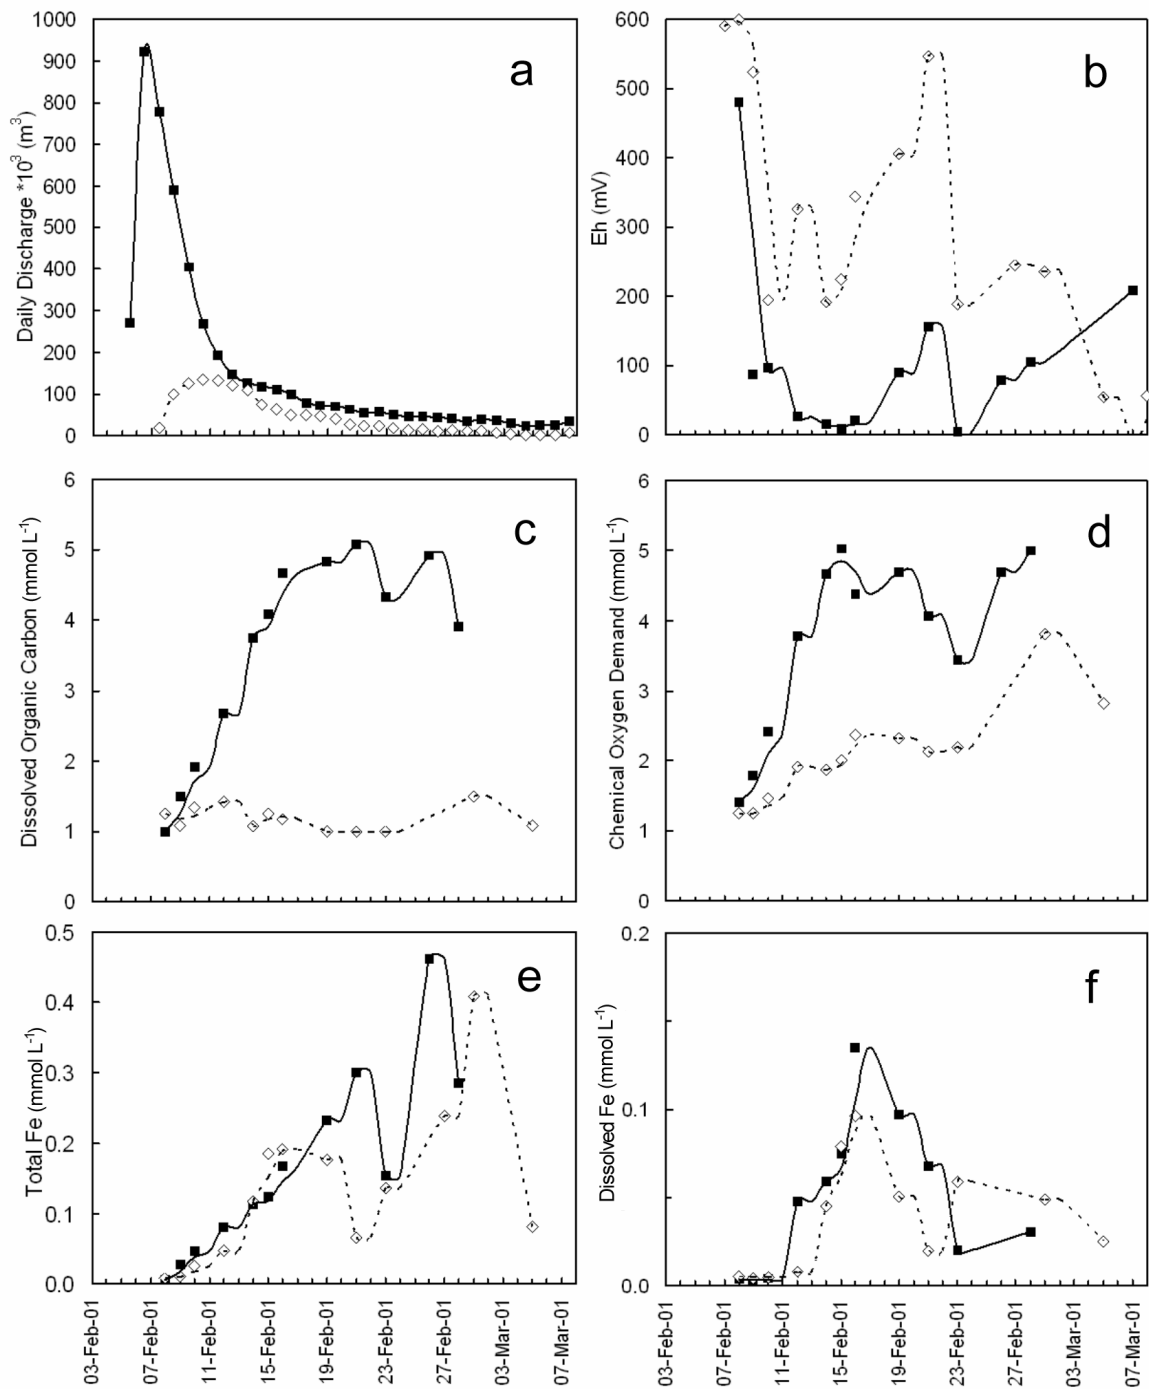 a
Daily Discharge *10³ (m³)
1000
900
800
700
600
500
400
300
200
100
0
b
Eh (mV)
600
500
400
300
200
100
0
c
Dissolved Organic Carbon (mmol L⁻¹)
6
5
4
3
2
1
0
d
Chemical Oxygen Demand (mmol L⁻¹)
6
5
4
3
2
1
0
e
Total Fe (mmol L⁻¹)
0.5
0.4
0.3
0.2
0.1
0.0
03-Feb-01
07-Feb-01
11-Feb-01
15-Feb-01
19-Feb-01
23-Feb-01
27-Feb-01
03-Mar-01
07-Mar-01
f
Dissolved Fe (mmol L⁻¹)
0.2
0.1
0.0
03-Feb-01
07-Feb-01
11-Feb-01
15-Feb-01
19-Feb-01
23-Feb-01
27-Feb-01
03-Mar-01
07-Mar-01